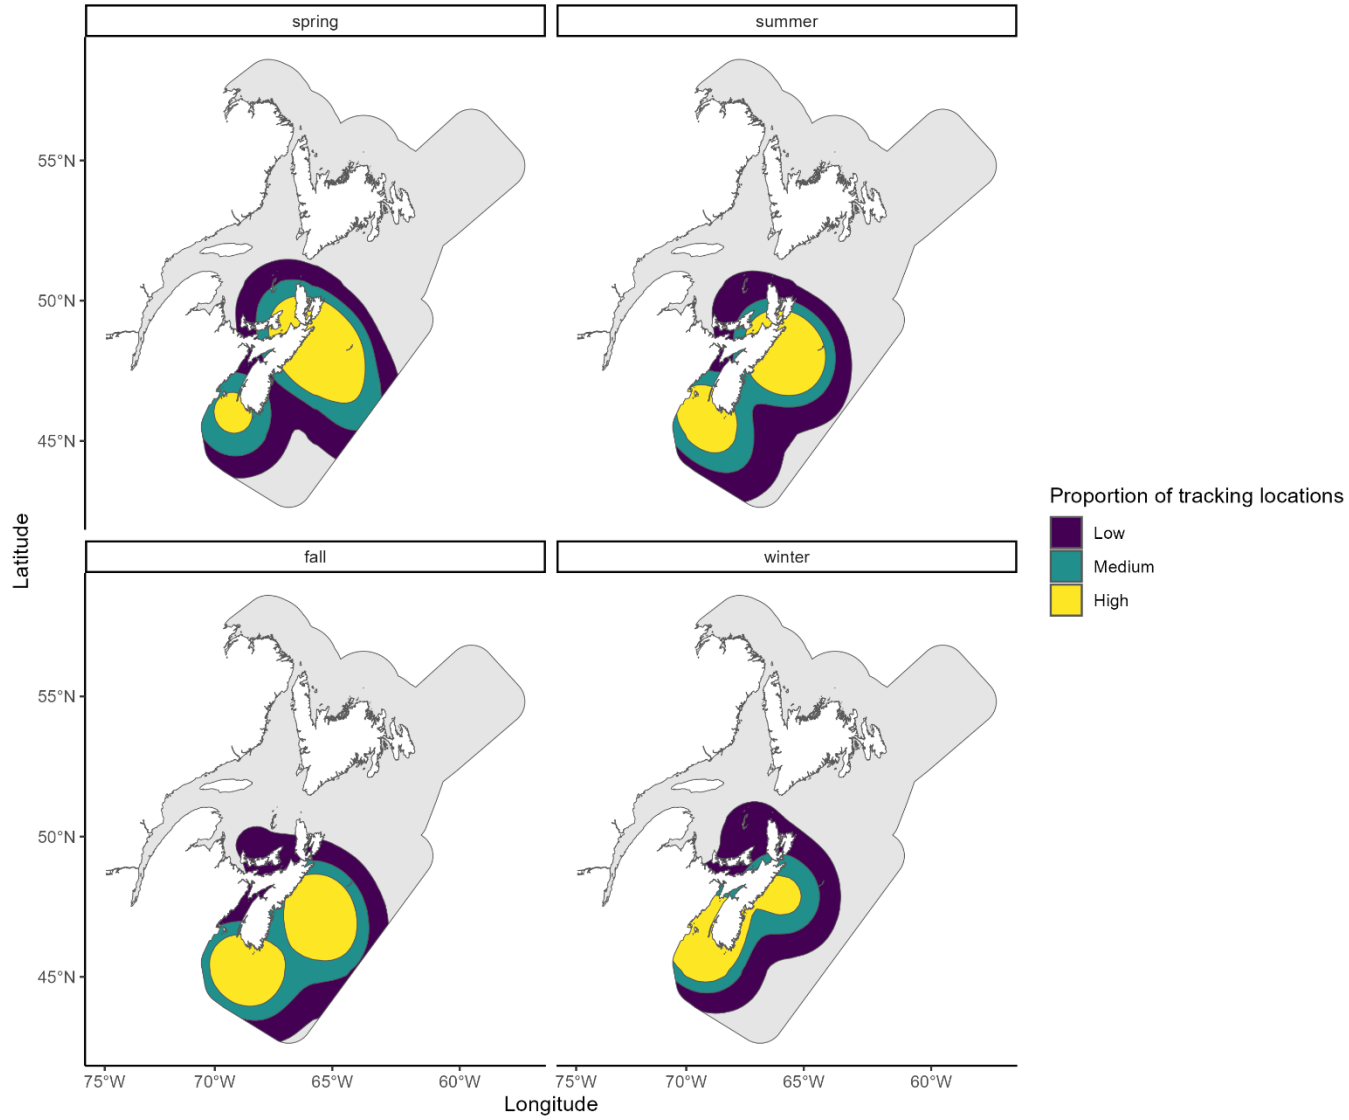 spring
summer
55°N
50°N
45°N
fall
winter
55°N
50°N
45°N
75°W
70°W
65°W
60°W
75°W
70°W
65°W
60°W
Longitude
Latitude
Proportion of tracking locations
Low
Medium
High